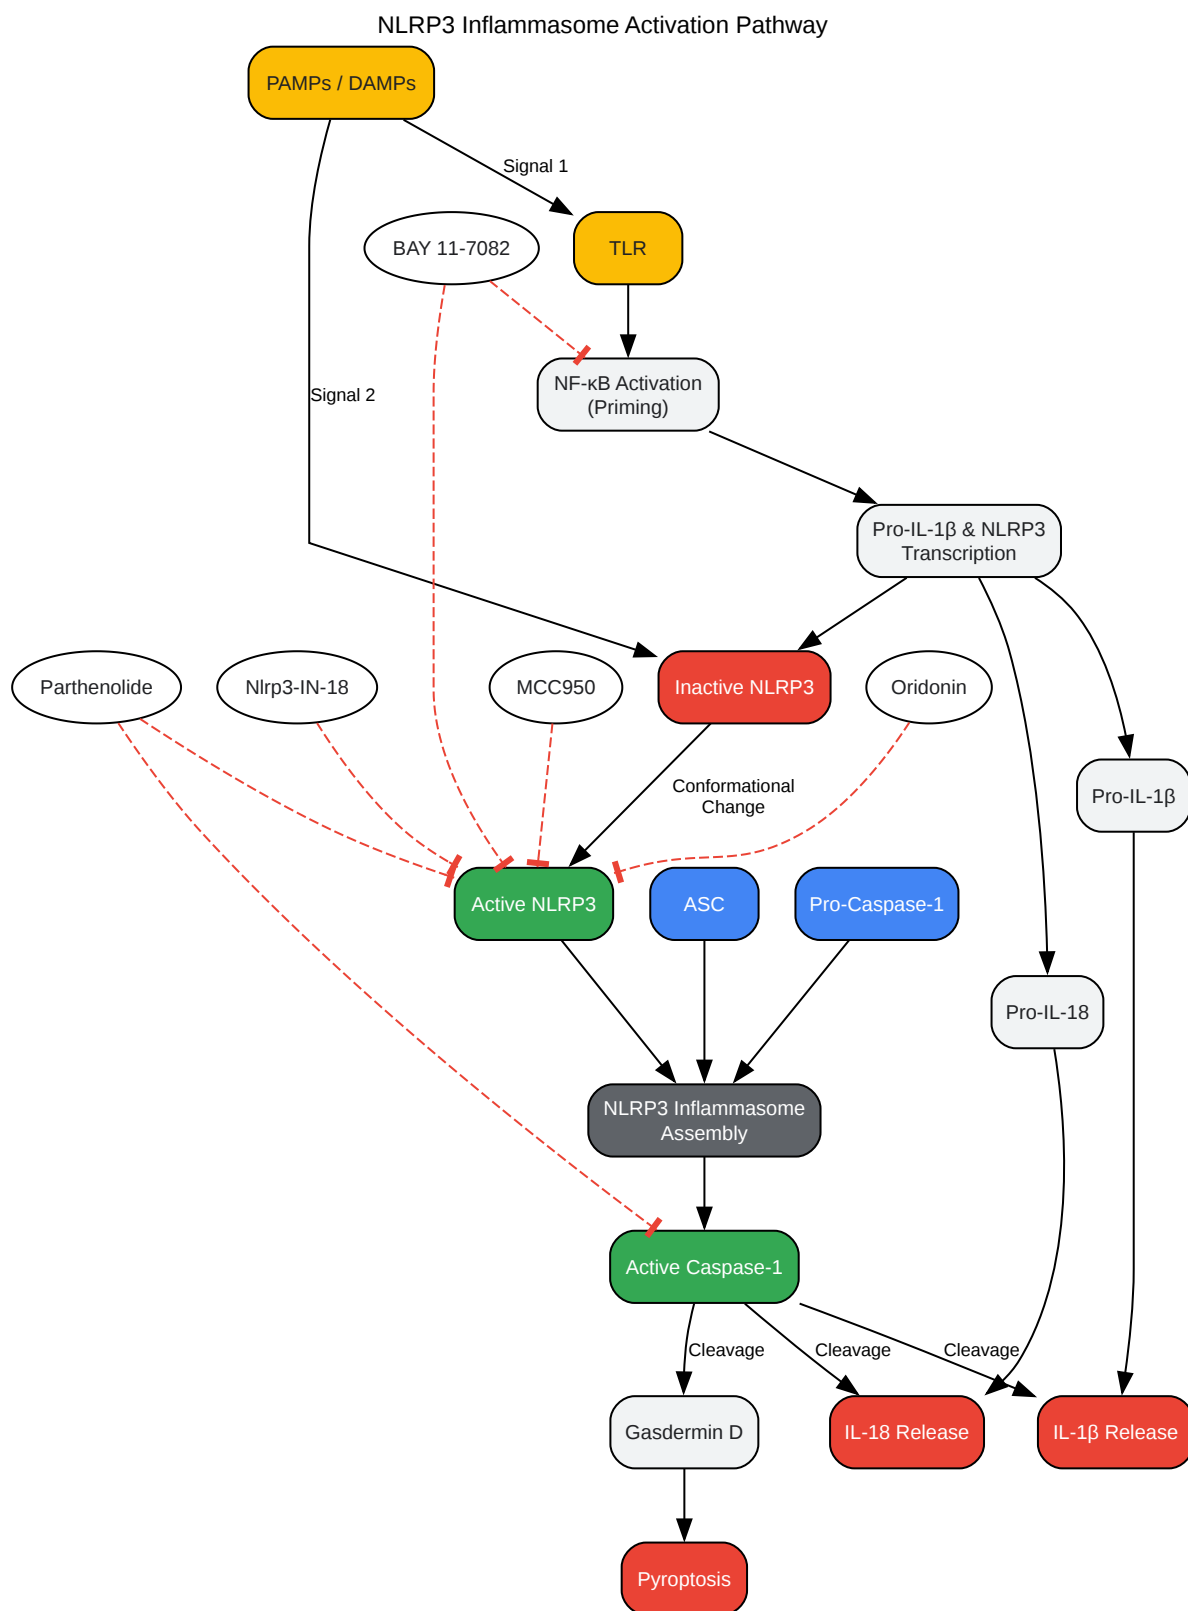 NLRP3 Inflammasome Activation Pathway
PAMPs / DAMPs
Signal 1
BAY 11-7082
TLR
NF-κB Activation
(Priming)
Signal 2
Pro-IL-1β & NLRP3
Transcription
Parthenolide
Nlrp3-IN-18
MCC950
Inactive NLRP3
Oridonin
Conformational
Change
Pro-IL-1β
Active NLRP3
ASC
Pro-Caspase-1
Pro-IL-18
NLRP3 Inflammasome
Assembly
Active Caspase-1
Cleavage
Cleavage
Cleavage
Gasdermin D
IL-18 Release
IL-1β Release
Pyroptosis